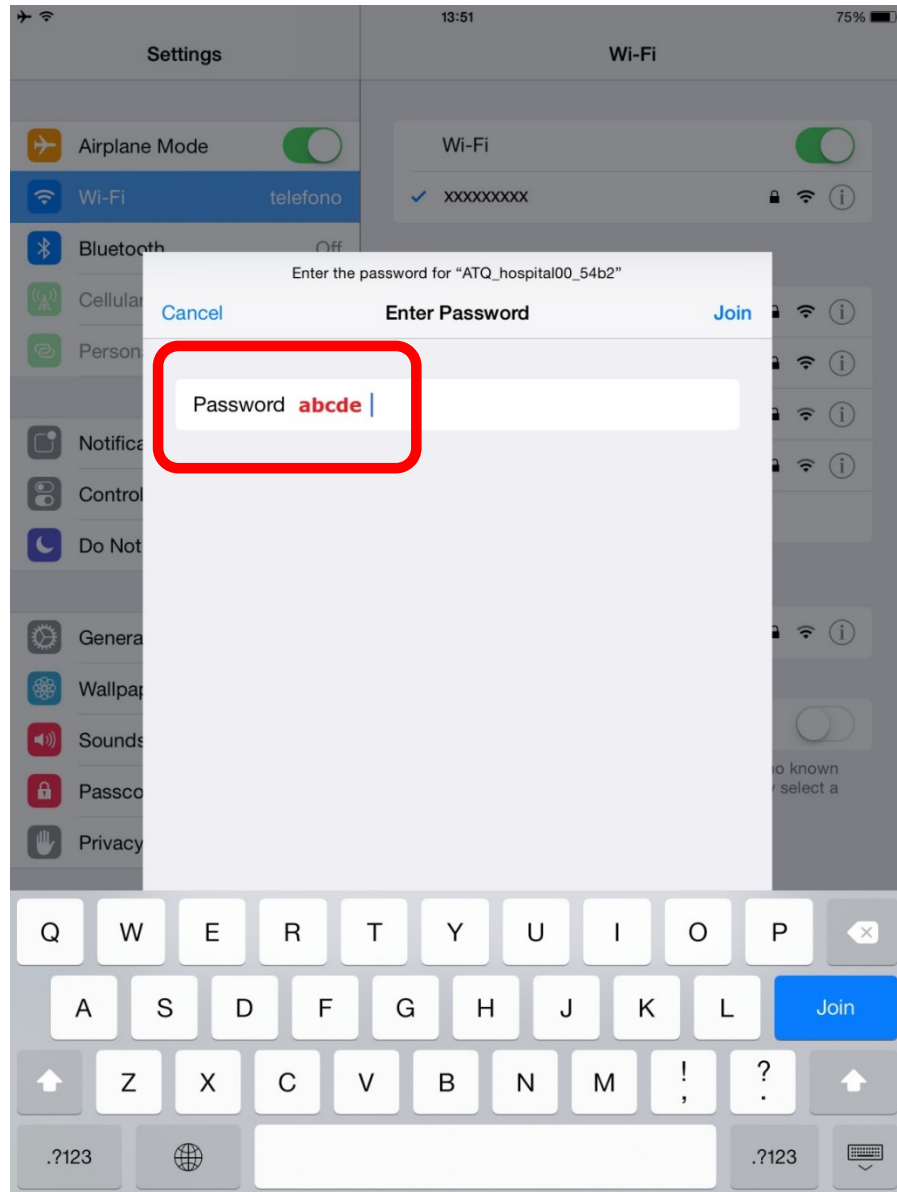 13:51
75%
Settings
Wi-Fi
Airplane Mode
Wi-Fi
Wi-Fi telefono
xxxxxxxxx
Bluetooth Off
Enter the password for “ATQ_hospital00_54b2”
Cellular
Cancel Enter Password Join
Person
Password abcde
Notifica
Control
Do Not
Genera
Wallpap
Sounds
no known
Passco
y select a
Privacy
Q W E R T Y U I O P
A S D F G H J K L Join
Z X C V B N M ! , ? .
.?123 .?123